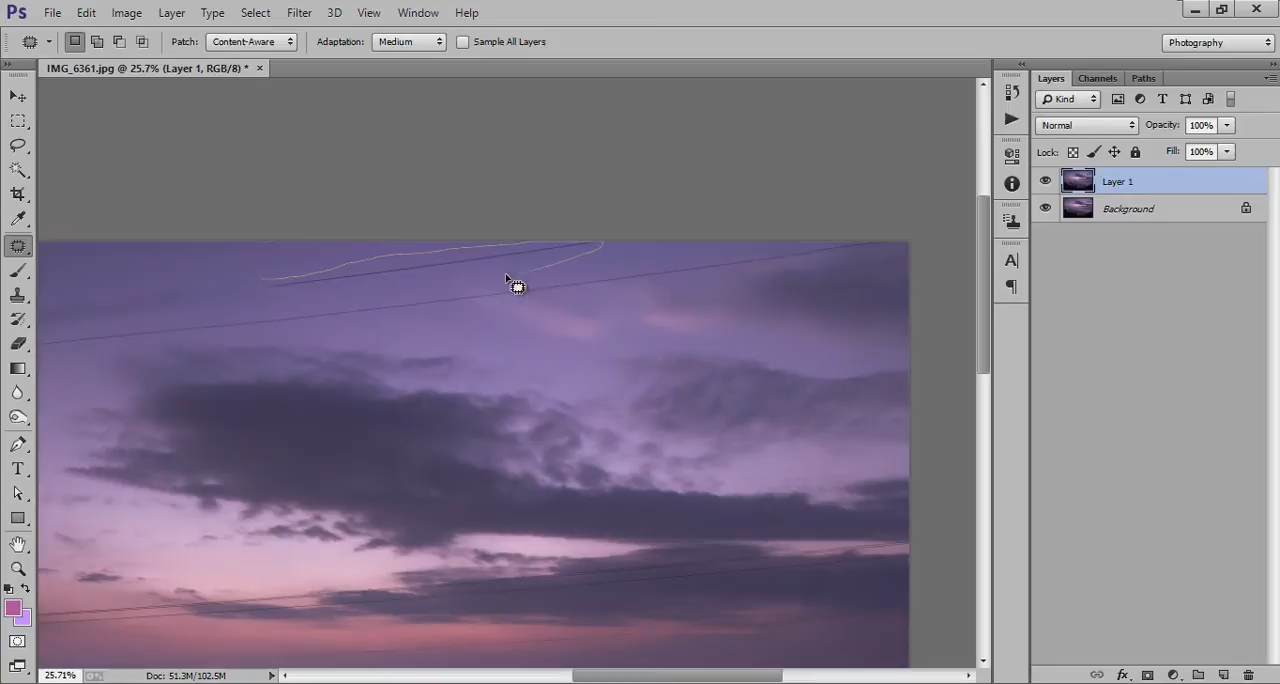 Ps File Edit Image Layer Type Select Filter 3D View Window Help
Patch: Content-Aware Adaptation: Medium Sample All Layers Photography
IMG_6361.jpg @ 25.7% (Layer 1, RGB/8) * ×
Layers Channels Paths
Kind
Normal Opacity: 100%
Lock: Fill: 100%
Layer 1
Background
A
T
25.71% Doc: 51.3M/102.5M
fx